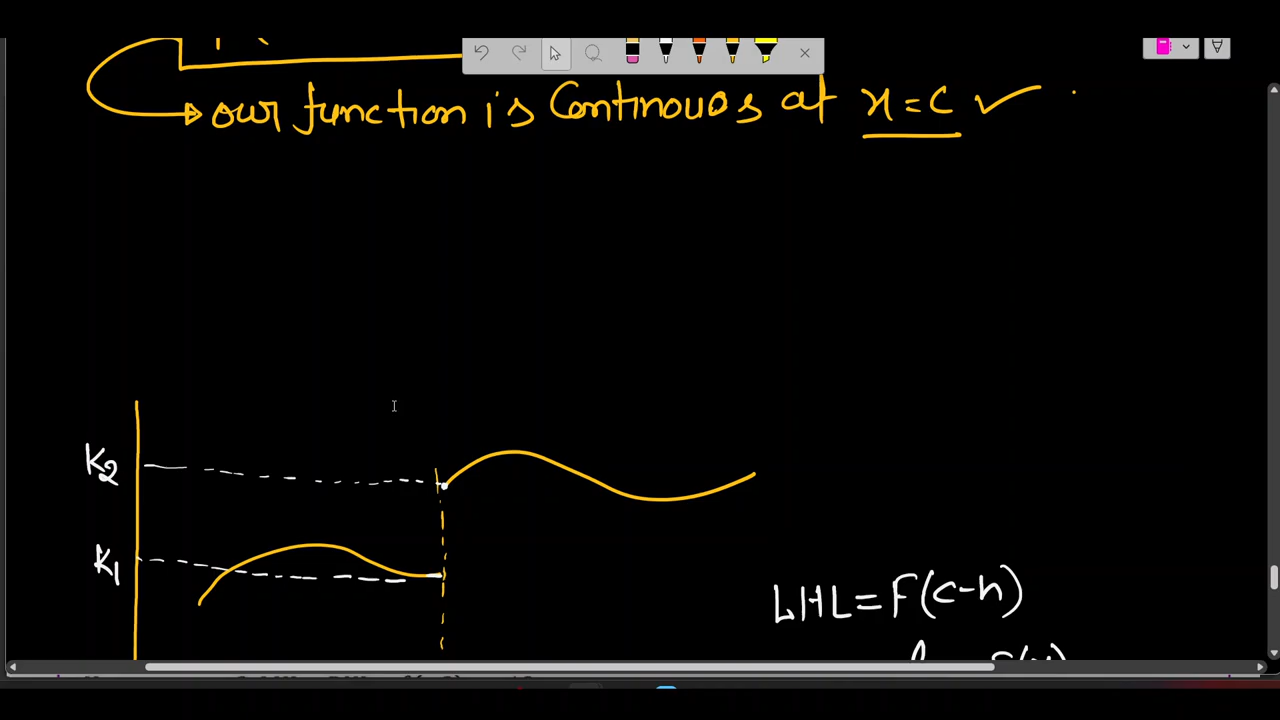 our function is Continuous at x=c ✓
K2
K1
LHL=F(c-h)